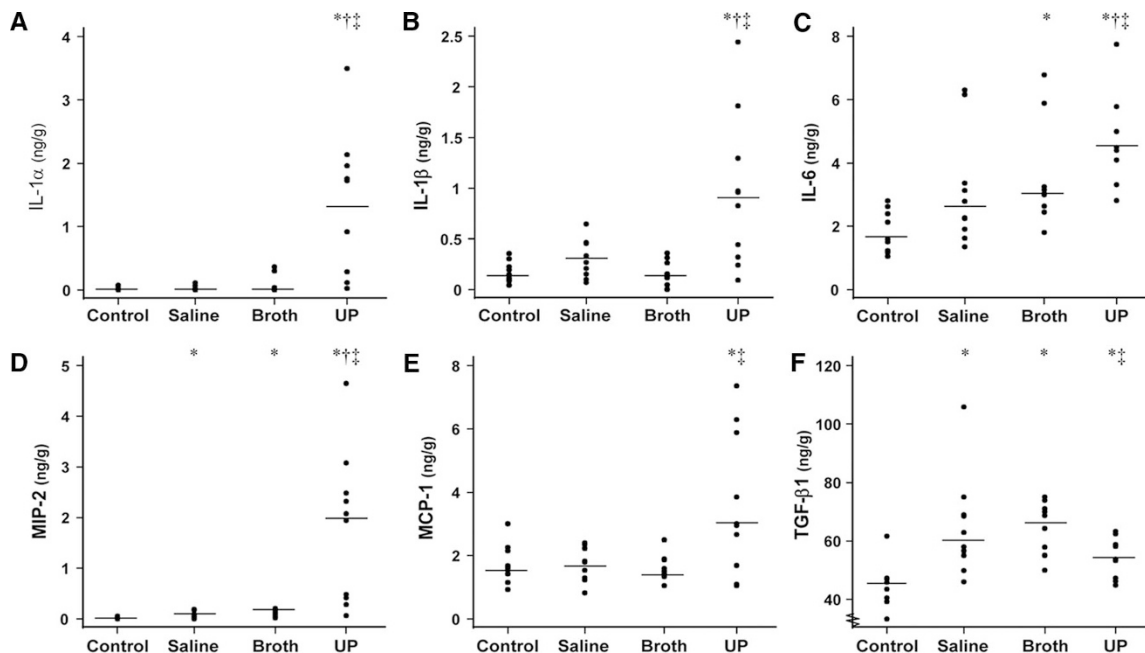 A
*†‡
IL-1α (ng/g)
4
3
2
1
0
Control Saline Broth UP
B
*†‡
IL-1β (ng/g)
2.5
2
1.5
1
0.5
0
Control Saline Broth UP
C
* *†‡
IL-6 (ng/g)
8
6
4
2
0
Control Saline Broth UP
D
* * *†‡
MIP-2 (ng/g)
5
4
3
2
1
0
Control Saline Broth UP
E
*‡
MCP-1 (ng/g)
8
6
4
2
0
Control Saline Broth UP
F
* * *‡
TGF-β1 (ng/g)
120
100
80
60
40
Control Saline Broth UP